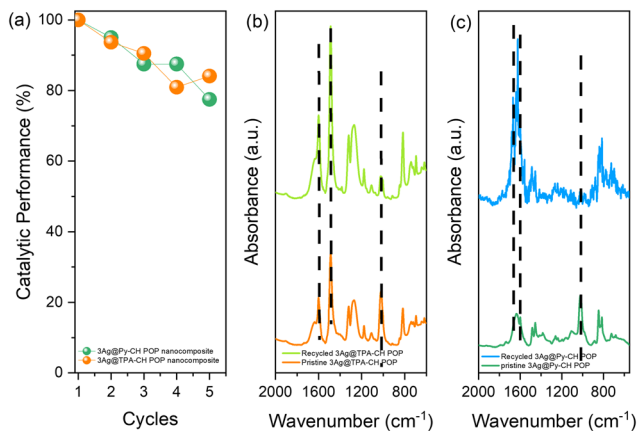 (a)
Catalytic Performance (%)
100
80
60
40
20
0
3Ag@Py-CH POP nanocomposite
3Ag@TPA-CH POP nanocomposite
1 2 3 4 5
Cycles
(b)
Absorbance (a.u.)
Recycled 3Ag@TPA-CH POP
Pristine 3Ag@TPA-CH POP
2000 1600 1200 800
Wavenumber (cm-1)
(c)
Absorbance (a.u.)
Recycled 3Ag@Py-CH POP
pristine 3Ag@Py-CH POP
2000 1600 1200 800
Wavenumber (cm-1)